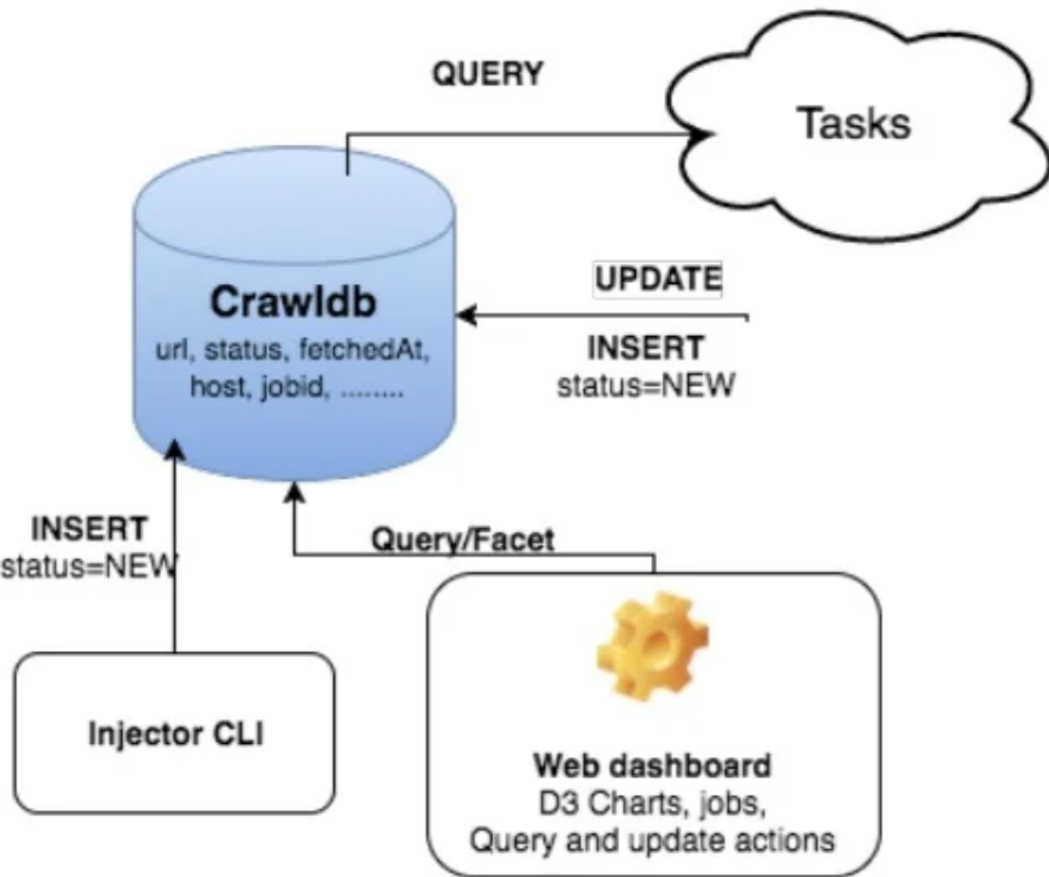 QUERY
Tasks
UPDATE
Crawldb
url, status, fetchedAt,
host, jobid, ........
INSERT
status=NEW
INSERT
status=NEW
Query/Facet
Injector CLI
Web dashboard
D3 Charts, jobs,
Query and update actions